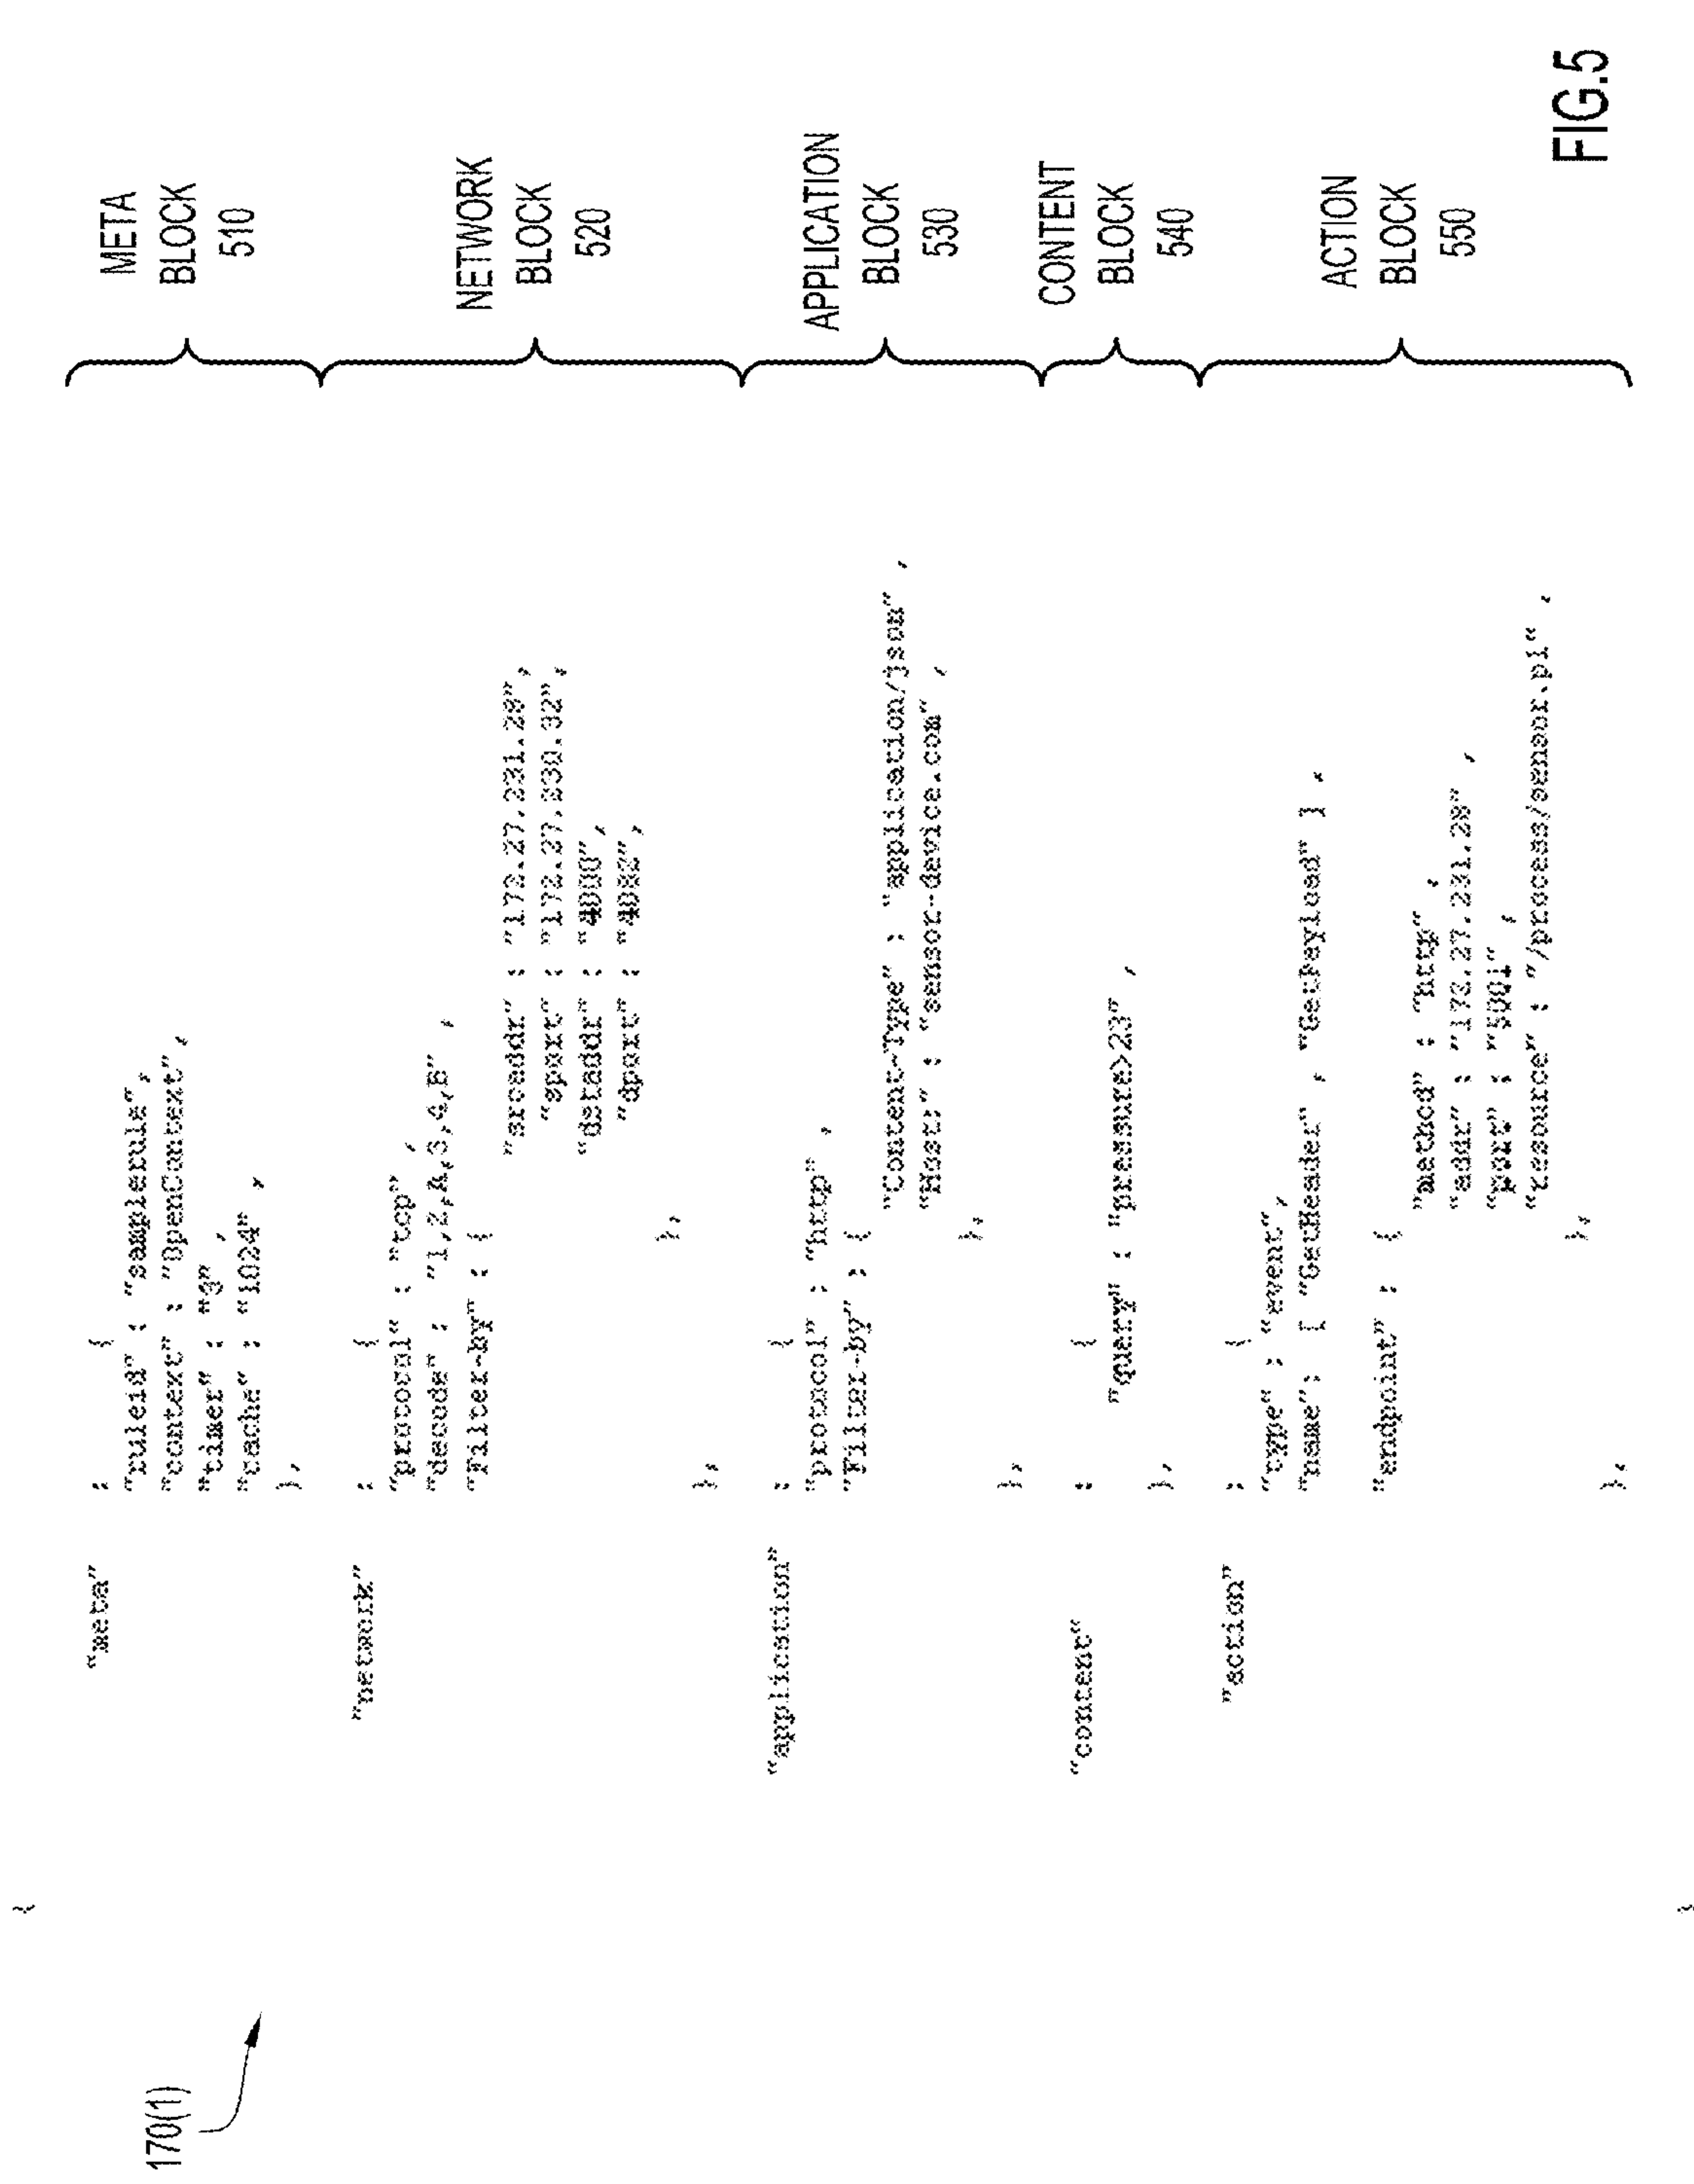 170(1)
{
"meta" : {
"ruleid" : "samplerule",
"context" : "OpenContext",
"timer" : "3",
"cache" : "1024",
},
META
BLOCK
510
"network" : {
"protocol" : "tcp",
"decode" : "1,2,A,3,4,B",
"Filter-by" : {
"srcaddr" : "172.27.231.28",
"sport" : "172.27.230.32",
"dstaddr" : "4000",
"dport" : "4082",
},
},
NETWORK
BLOCK
520
"application" : {
"protocol" : "http",
"Filter-by" : {
"Content-Type" : "application/json",
"Host:" : "sensor-device.com",
},
},
APPLICATION
BLOCK
530
"content" : {
"query" : "pressure>23",
},
CONTENT
BLOCK
540
"action" : {
"type" : "event",
"name": [ "GetHeader" , "GetPayload" ] ,
"endpoint" : {
"method" : "http",
"addr" : "172.27.231.28",
"port" : "5001",
"resource" : "/process/sensor.pl",
},
},
ACTION
BLOCK
550
}
FIG.5